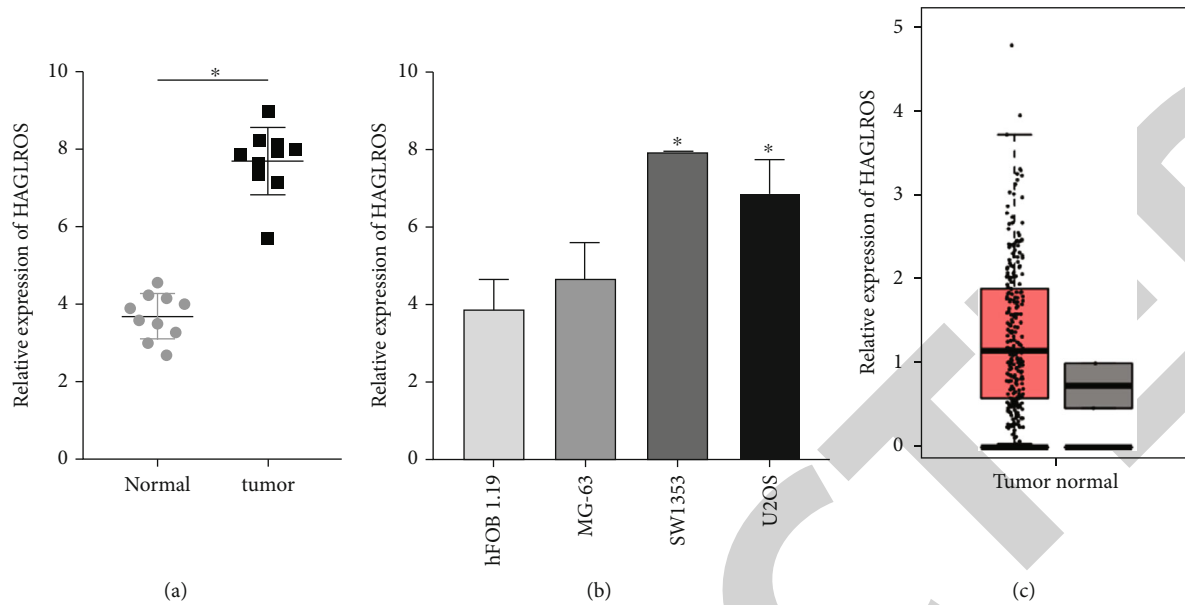 Relative expression of HAGLROS
10
8
6
4
2
0
*
Normal
tumor
(a)
Relative expression of HAGLROS
10
8
6
4
2
0
*
*
hFOB 1.19
MG-63
SW1353
U2OS
(b)
Relative expression of HAGLROS
5
4
3
2
1
0
Tumor normal
(c)